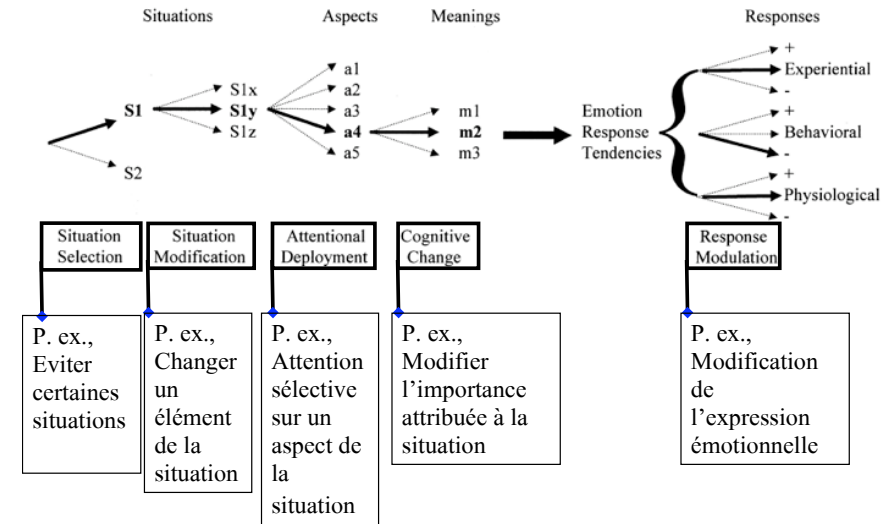 Situations Aspects Meanings Responses
S1
S2
S1x
S1y
S1z
a1
a2
a3
a4
a5
m1
m2
m3
Emotion
Response
Tendencies
+
Experiential
-
+
Behavioral
-
+
Physiological
-
Situation
Selection
Situation
Modification
Attentional
Deployment
Cognitive
Change
Response
Modulation
P. ex.,
Eviter
certaines
situations
P. ex.,
Changer
un
élément
de la
situation
P. ex.,
Attention
sélective
sur un
aspect de
la
situation
P. ex.,
Modifier
l’importance
attribuée à la
situation
P. ex.,
Modification
de
l’expression
émotionnelle